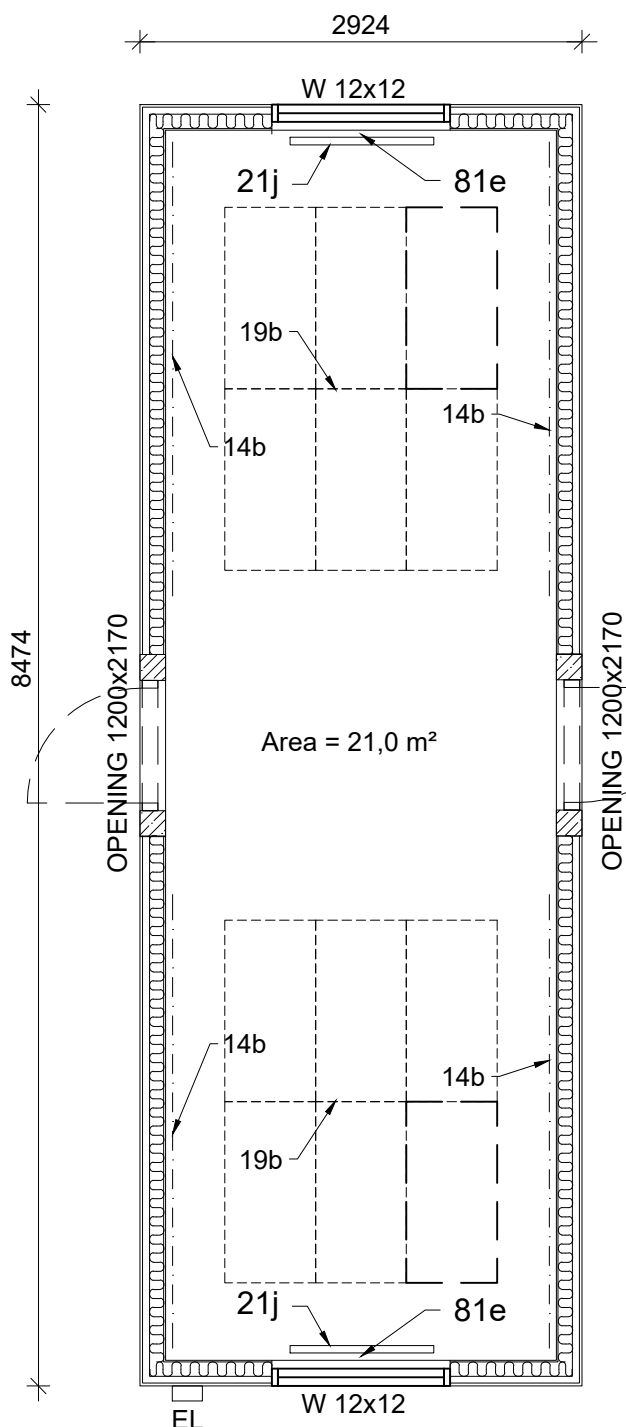 2924
W 12x12
21j
81e
19b
14b
14b
8474
OPENING 1200x2170
OPENING 1200x2170
Area = 21,0 m²
14b
14b
19b
21j
81e
W 12x12
EL